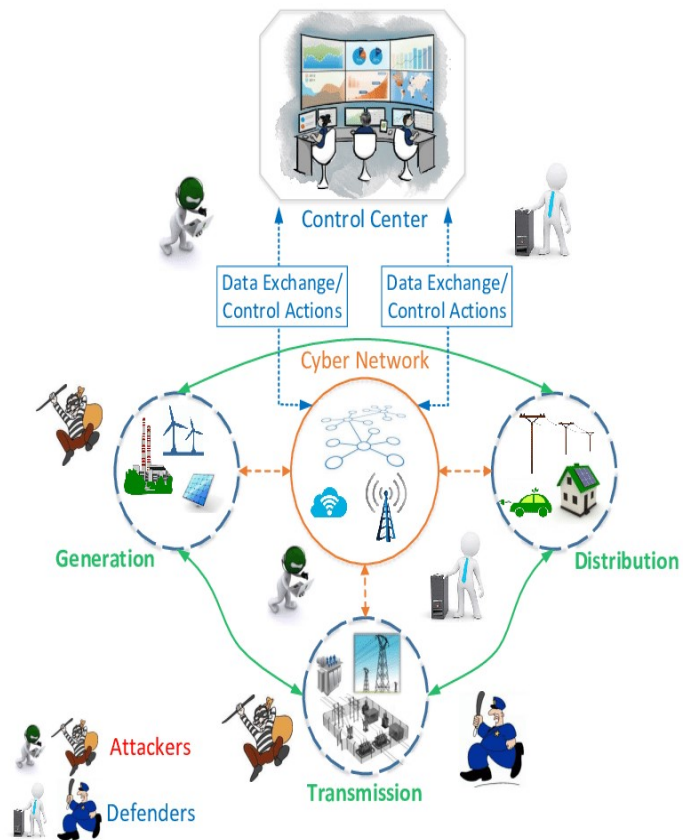 Control Center
Data Exchange/
Control Actions
Data Exchange/
Control Actions
Cyber Network
Generation
Distribution
Transmission
Attackers
Defenders